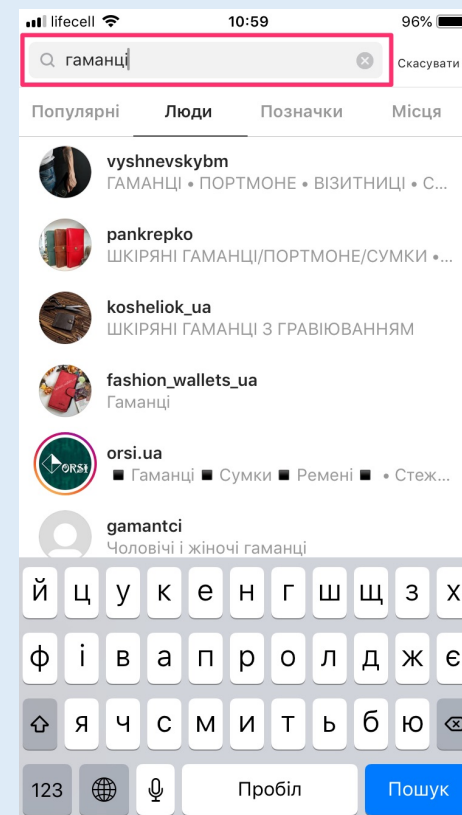 lifecell 10:59 96%
гаманці Скасувати
Популярні Люди Позначки Місця
vyshnevskybm
ГАМАНЦІ • ПОРТМОНЕ • ВІЗИТНИЦІ • С...
pankrepko
ШКІРЯНІ ГАМАНЦІ/ПОРТМОНЕ/СУМКИ •...
kosheliok_ua
ШКІРЯНІ ГАМАНЦІ З ГРАВІЮВАННЯМ
fashion_wallets_ua
Гаманці
ORSI
orsi.ua
◾ Гаманці ◾ Сумки ◾ Ремені ◾ • Стеж...
gamantci
Чоловічі і жіночі гаманці
й ц у к е н г ш щ з х
ф і в а п р о л д ж є
я ч с м и т ь б ю
123 Пробіл Пошук